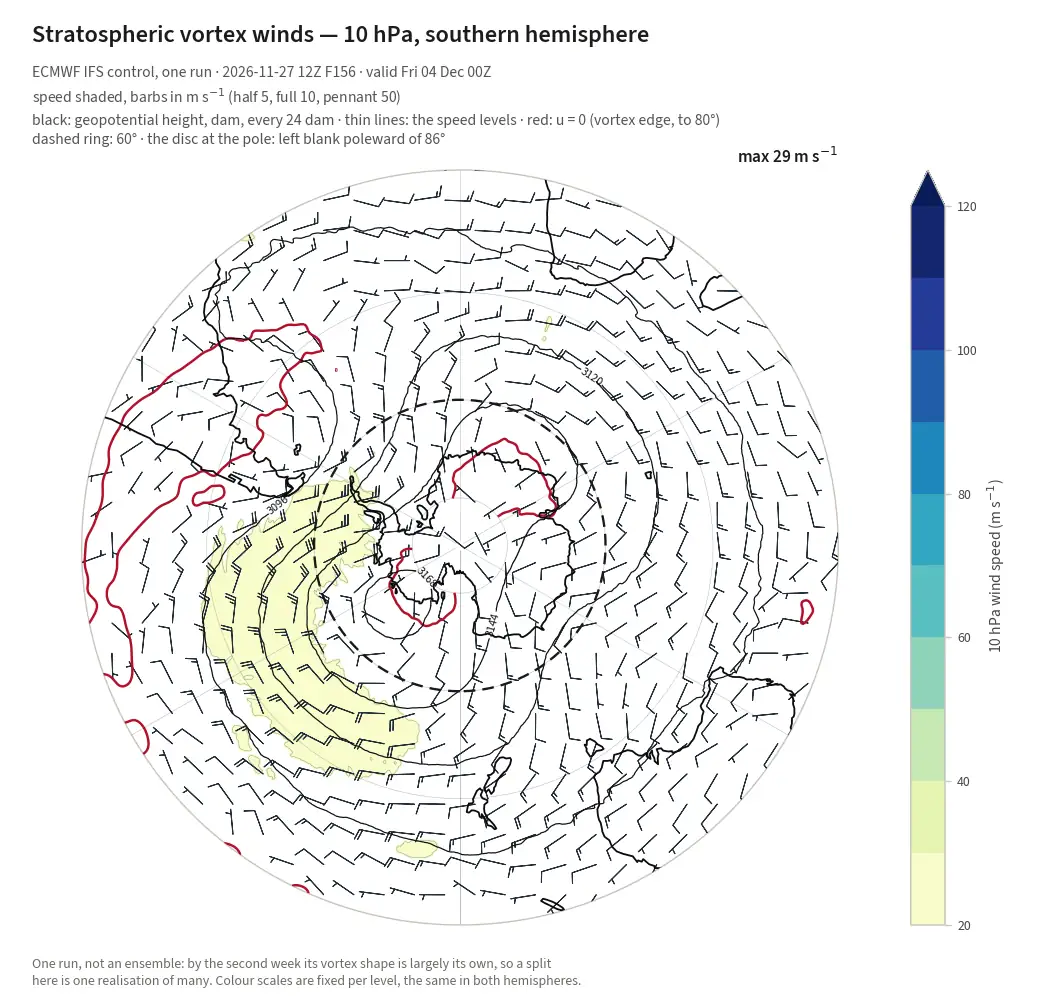 Stratospheric vortex winds — 10 hPa, southern hemisphere
ECMWF IFS control, one run · 2026-11-27 12Z F156 · valid Fri 04 Dec 00Z
speed shaded, barbs in m s⁻¹ (half 5, full 10, pennant 50)
black: geopotential height, dam, every 24 dam · thin lines: the speed levels · red: u = 0 (vortex edge, to 80°)
dashed ring: 60° · the disc at the pole: left blank poleward of 86°
max 29 m s⁻¹
120
100
80
60
40
20
10 hPa wind speed (m s⁻¹)
3120
3096
3168
3144
One run, not an ensemble: by the second week its vortex shape is largely its own, so a split
here is one realisation of many. Colour scales are fixed per level, the same in both hemispheres.